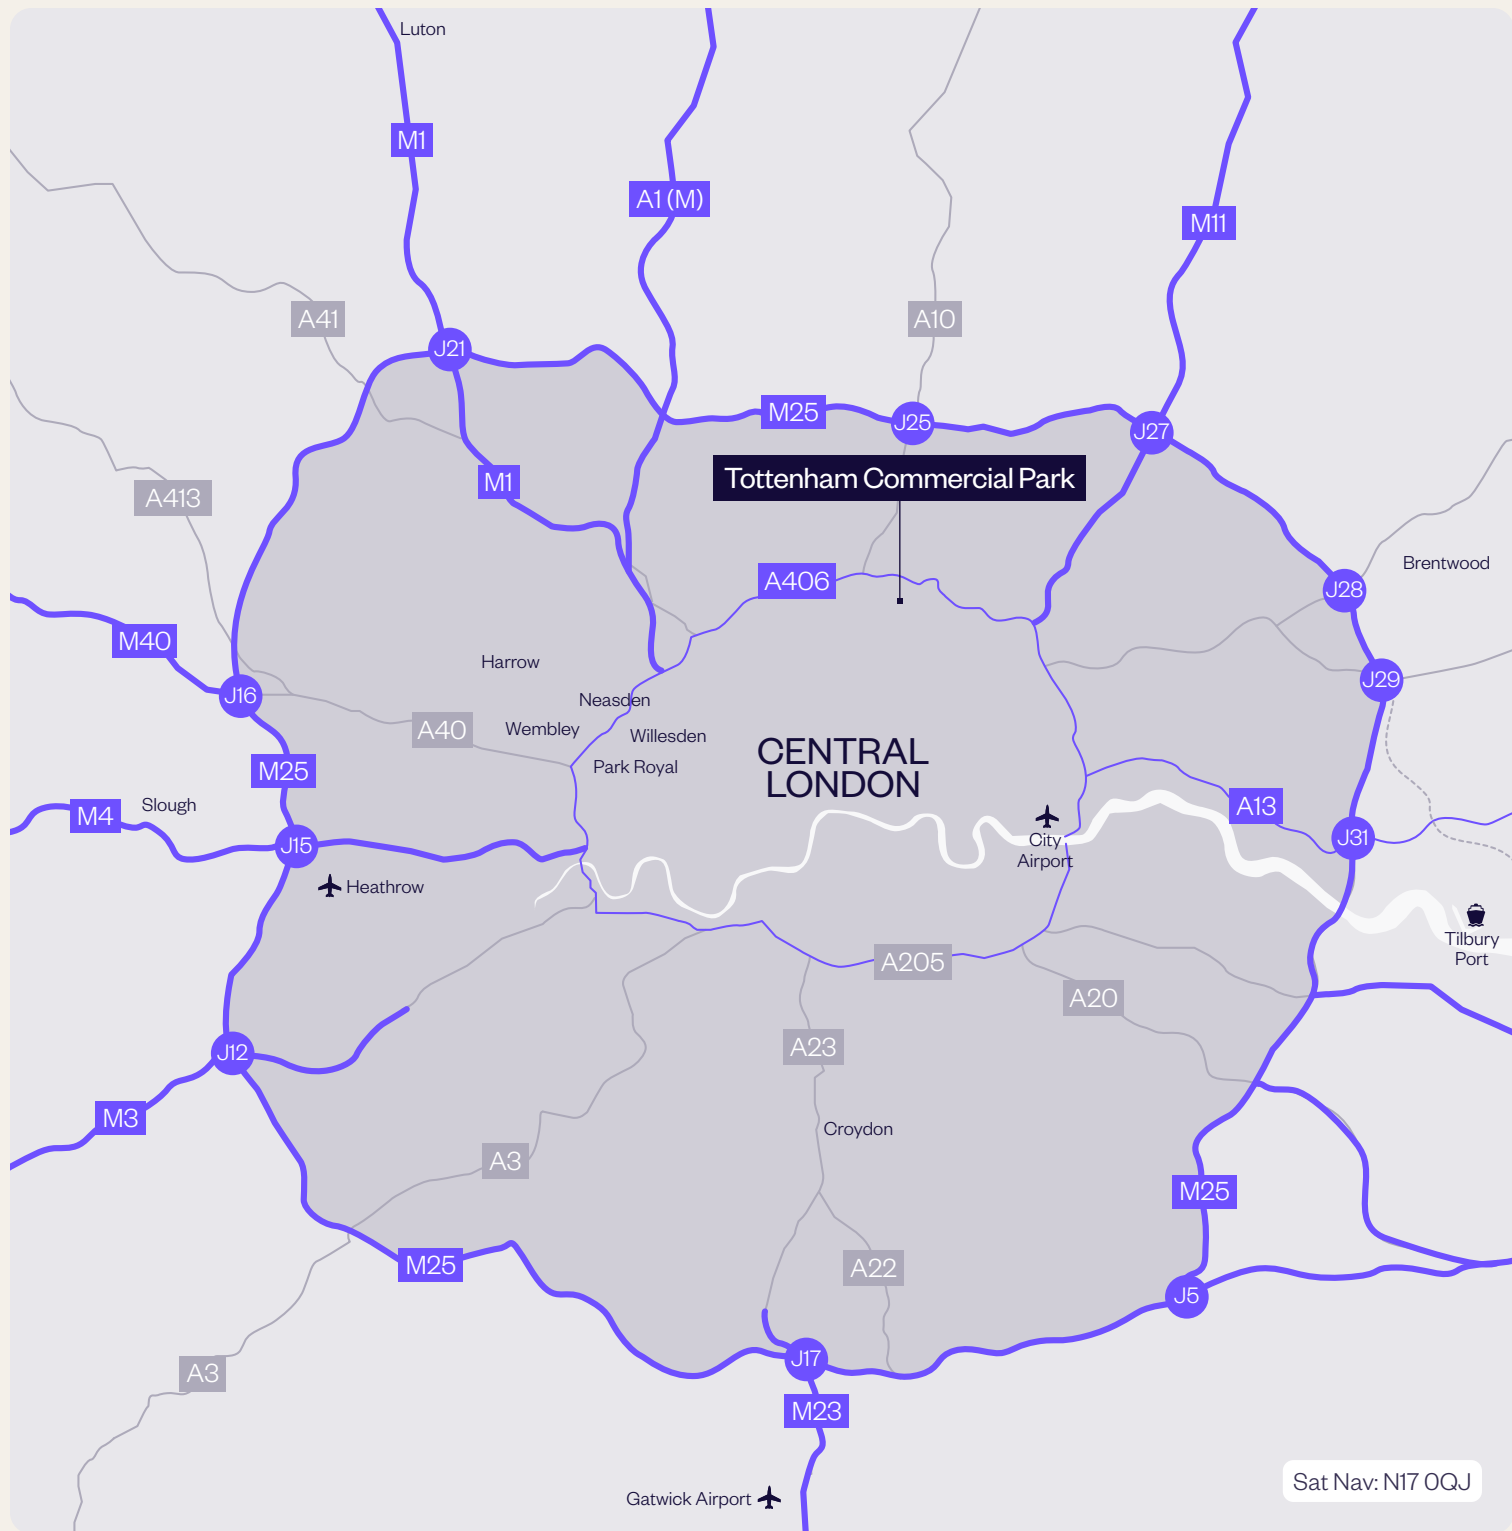 Luton
M1
A1 (M)
M11
A41
A10
J21
M25
J25
J27
Tottenham Commercial Park
M1
A413
Brentwood
A406
J28
M40
Harrow
J29
J16
Neasden
A40
Wembley
Willesden
CENTRAL
LONDON
Park Royal
M25
Slough
M4
A13
J15
City
Airport
J31
Heathrow
Tilbury
Port
A205
A20
A23
J12
M3
Croydon
A3
M25
M25
A22
J5
J17
A3
M23
Sat Nav: N17 0QJ
Gatwick Airport